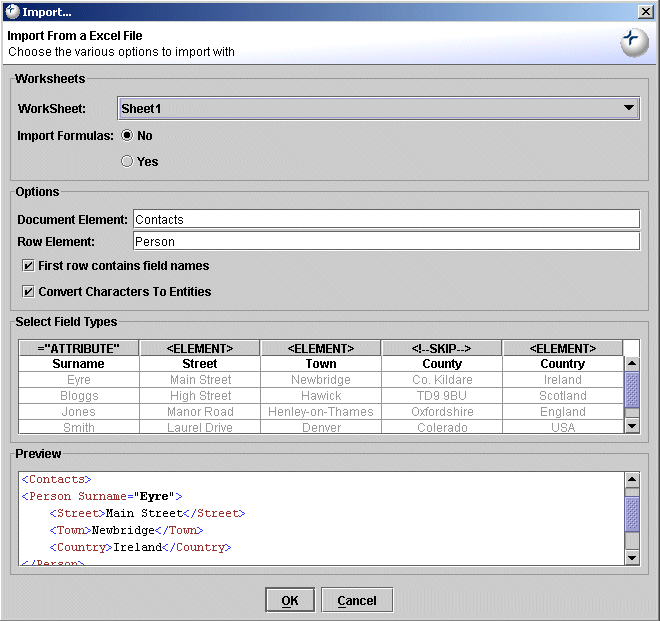 Import...
Import From a Excel File
Choose the various options to import with
Worksheets
WorkSheet: Sheet1
Import Formulas: No
Yes
Options
Document Element: Contacts
Row Element: Person
First row contains field names
Convert Characters To Entities
Select Field Types
="ATTRIBUTE" <ELEMENT> <ELEMENT> <!--SKIP--> <ELEMENT>
Surname Street Town County Country
Eyre Main Street Newbridge Co. Kildare Ireland
Bloggs High Street Hawick TD9 9BU Scotland
Jones Manor Road Henley-on-Thames Oxfordshire England
Smith Laurel Drive Denver Colerado USA
Preview
<Contacts>
<Person Surname="Eyre">
<Street>Main Street</Street>
<Town>Newbridge</Town>
<Country>Ireland</Country>
</Person>
OK Cancel